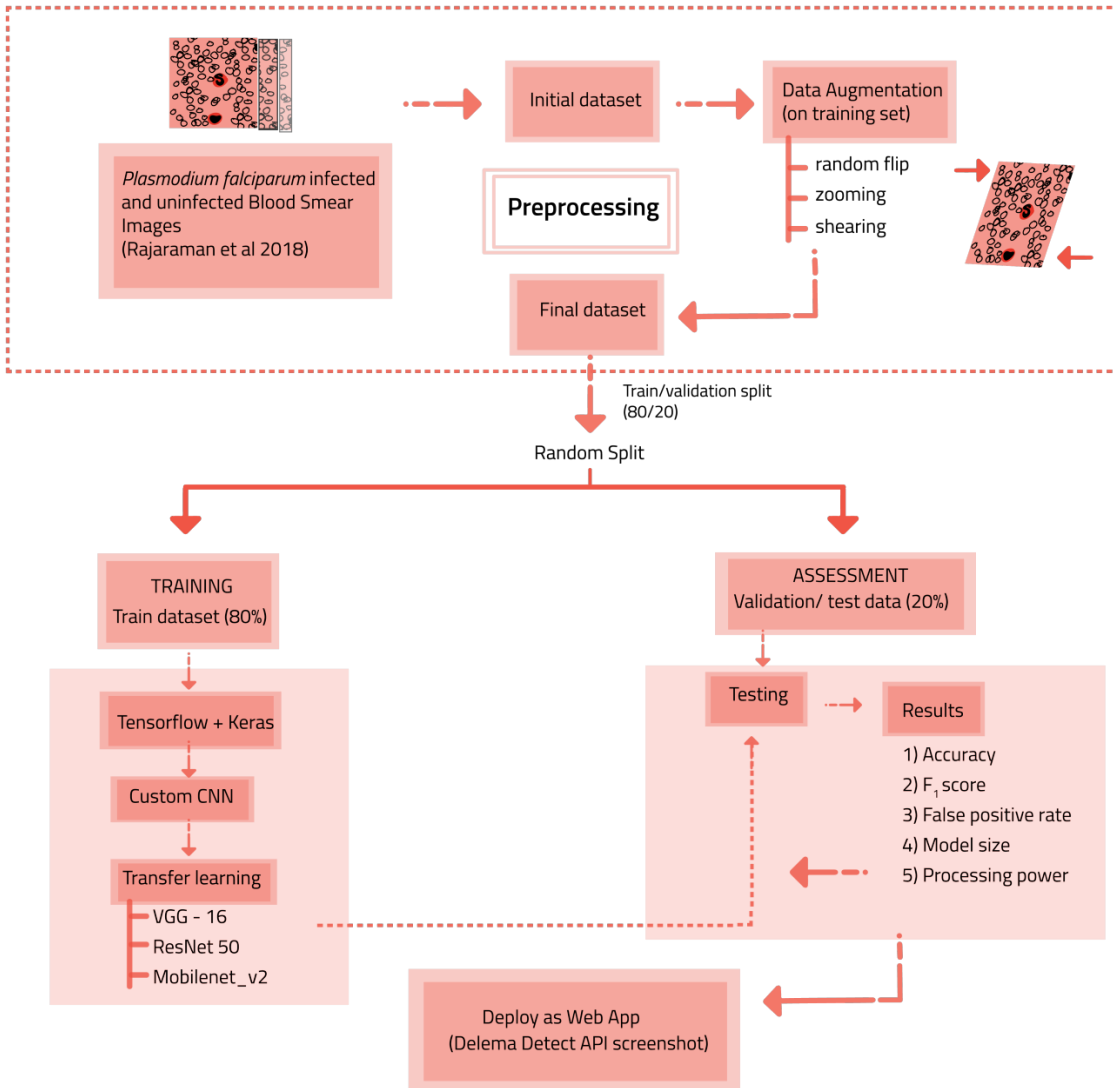 Initial dataset
Data Augmentation
(on training set)
random flip
zooming
shearing
Plasmodium falciparum infected
and uninfected Blood Smear
Images
(Rajaraman et al 2018)
Preprocessing
Final dataset
Train/validation split
(80/20)
Random Split
TRAINING
Train dataset (80%)
ASSESSMENT
Validation/ test data (20%)
Tensorflow + Keras
Custom CNN
Transfer learning
VGG - 16
ResNet 50
Mobilenet_v2
Testing
Results
1) Accuracy
2) F1 score
3) False positive rate
4) Model size
5) Processing power
Deploy as Web App
(Delema Detect API screenshot)